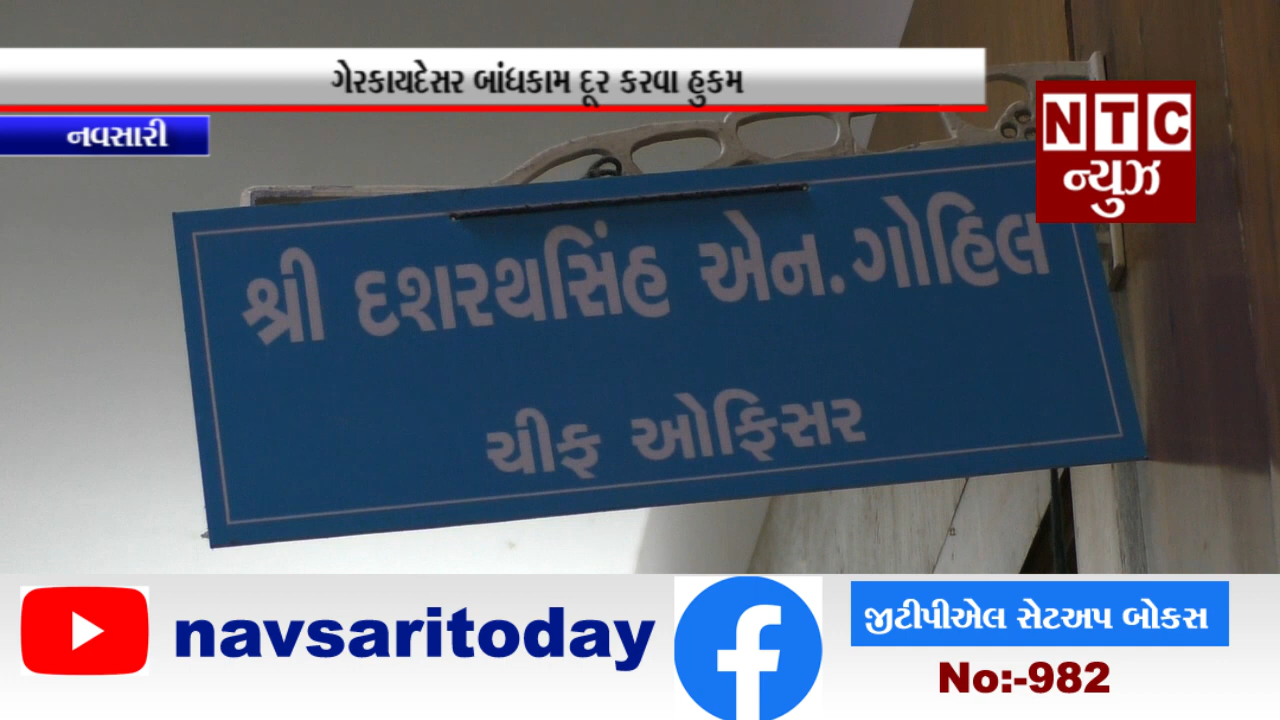 ગેરકાયદેસર બાંધકામ દૂર કરવા હુકમ
નવસારી
NTC
ન્યુઝ
શ્રી દશરથસિંહ એન.ગોહિલ
ચીફ ઓફિસર
navsaritoday
જીટીપીએલ સેટઅપ બોકસ
No:-982